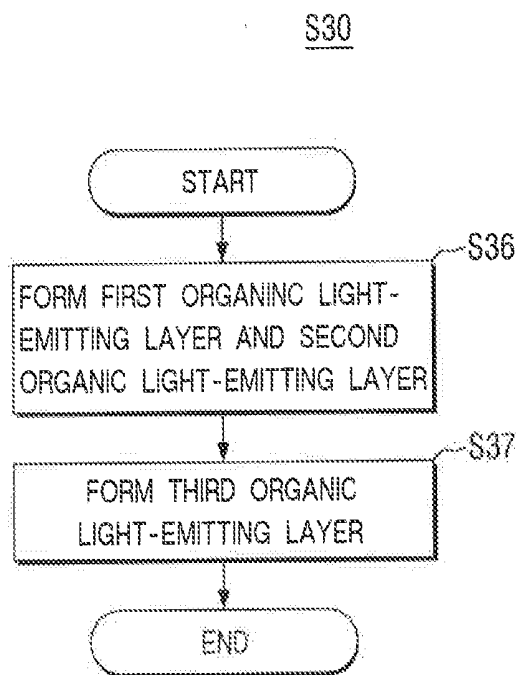 S30
START
S36
FORM FIRST ORGANINC LIGHT-
EMITTING LAYER AND SECOND
ORGANIC LIGHT-EMITTING LAYER
S37
FORM THIRD ORGANIC
LIGHT-EMITTING LAYER
END